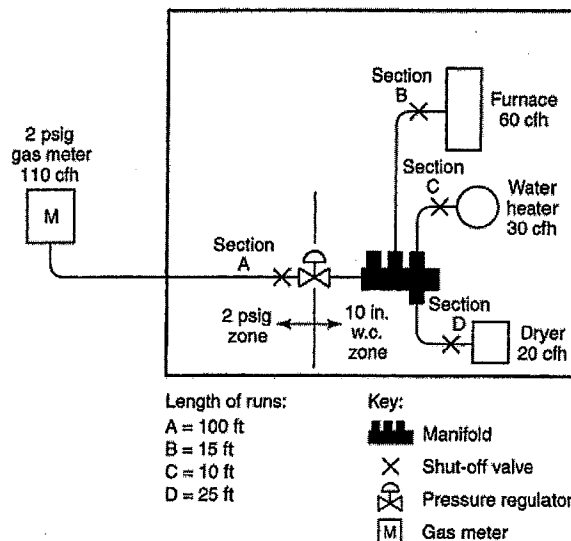 2 psig
gas meter
110 cfh
M
Section
A
2 psig
zone
10 in.
w.c.
zone
Section
B
Furnace
60 cfh
Section
C
Water
heater
30 cfh
Section
D
Dryer
20 cfh
Length of runs:
A = 100 ft
B = 15 ft
C = 10 ft
D = 25 ft
Key:
Manifold
Shut-off valve
Pressure regulator
M Gas meter